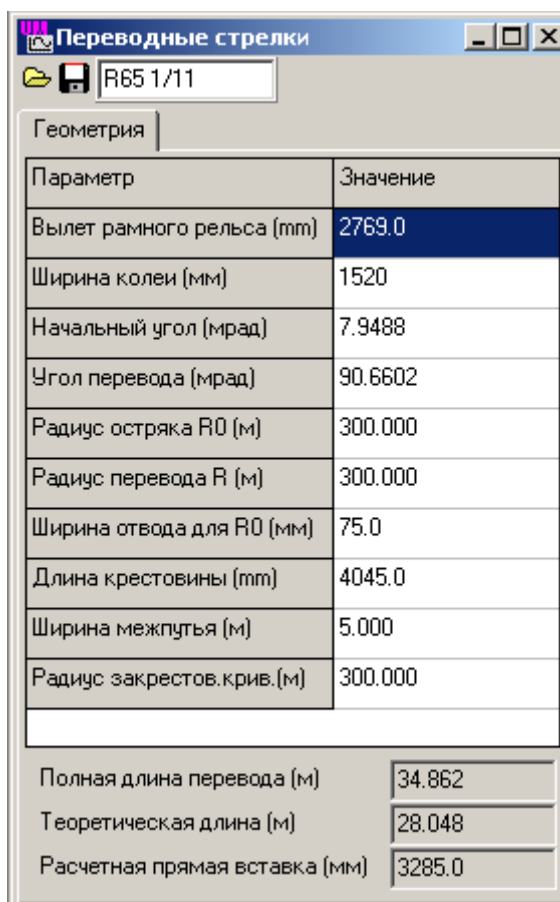 Переводные стрелки
R65 1/11
Геометрия
Параметр Значение
Вылет рамного рельса (mm) 2769.0
Ширина колеи (мм) 1520
Начальный угол (мрад) 7.9488
Угол перевода (мрад) 90.6602
Радиус остряка R0 (м) 300.000
Радиус перевода R (м) 300.000
Ширина отвода для R0 (мм) 75.0
Длина крестовины (mm) 4045.0
Ширина межпутья (м) 5.000
Радиус закрестов.крив.(м) 300.000
Полная длина перевода (м) 34.862
Теоретическая длина (м) 28.048
Расчетная прямая вставка (мм) 3285.0